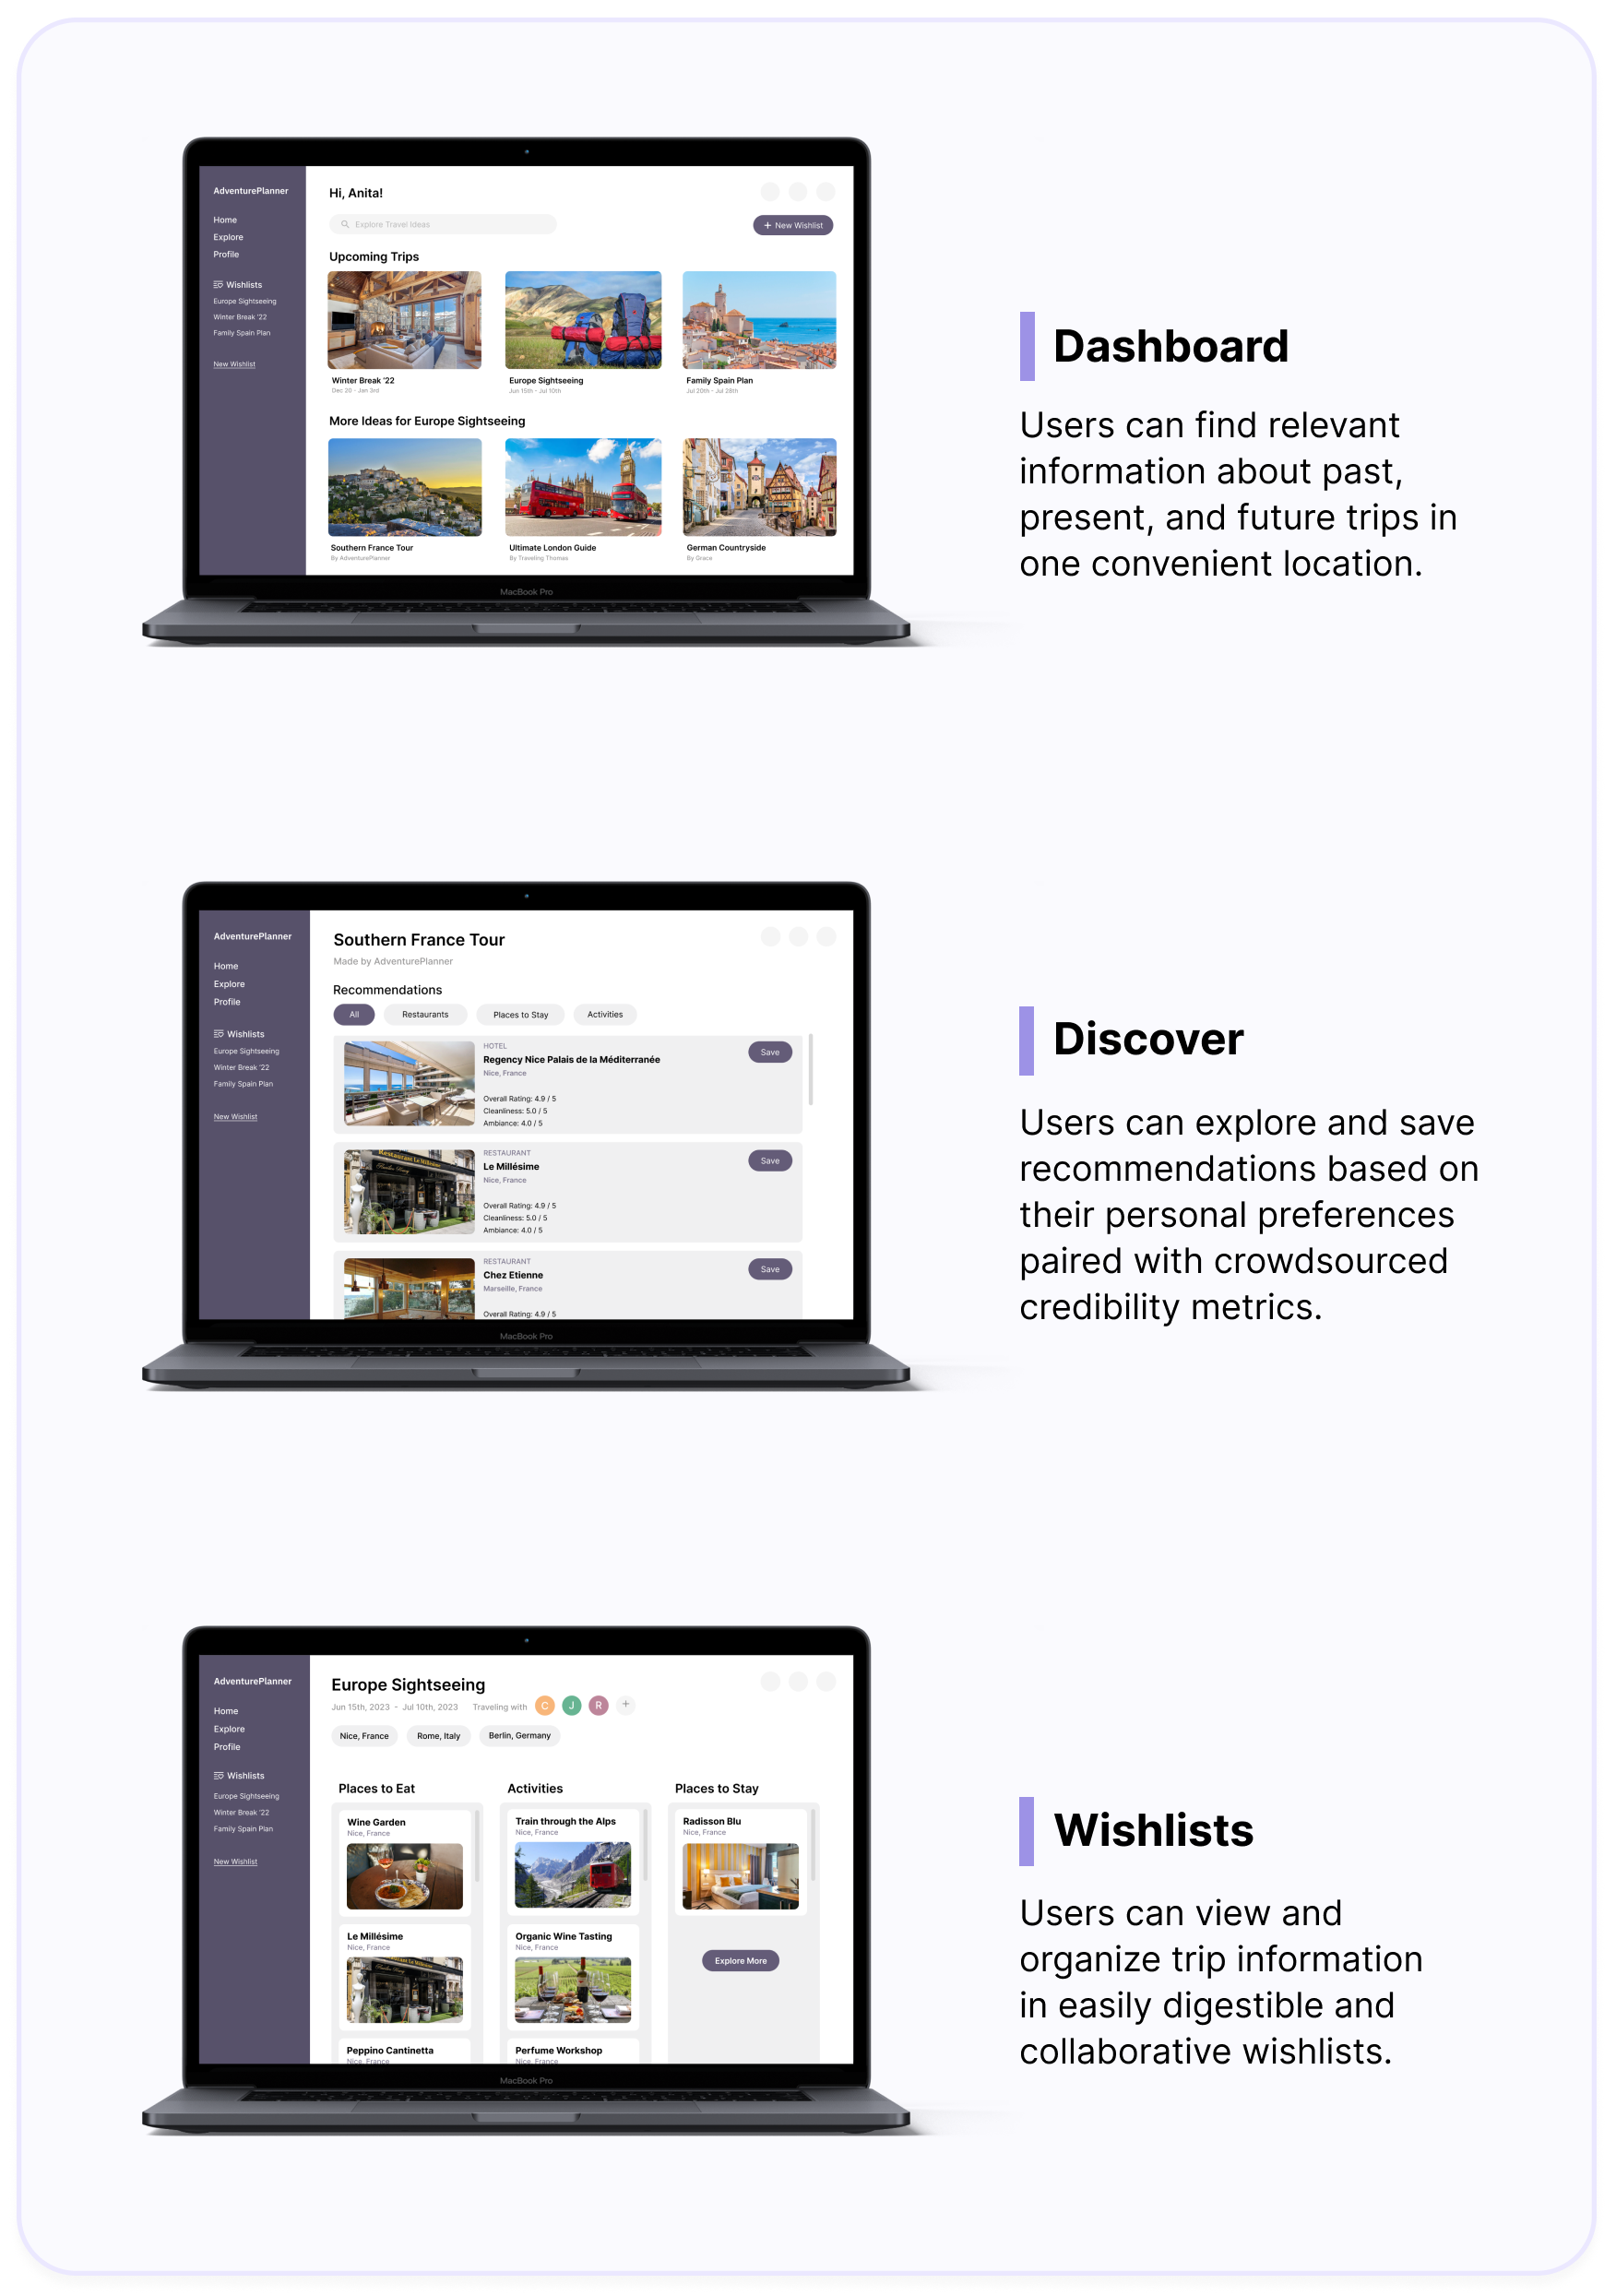 AdventurePlanner
Home
Explore
Profile
Wishlists
Europe Sightseeing
Winter Break '22
Family Spain Plan
New Wishlist
Hi, Anita!
Explore Travel Ideas
+ New Wishlist
Upcoming Trips
Winter Break '22
Dec 20 - Jan 3rd
Europe Sightseeing
Jun 15th - Jul 10th
Family Spain Plan
Jul 20th - Jul 28th
More Ideas for Europe Sightseeing
Southern France Tour
By AdventurePlanner
Ultimate London Guide
By Traveling Thomas
German Countryside
By Grace
MacBook Pro
Dashboard
Users can find relevant
information about past,
present, and future trips in
one convenient location.
AdventurePlanner
Home
Explore
Profile
Wishlists
Europe Sightseeing
Winter Break '22
Family Spain Plan
New Wishlist
Southern France Tour
Made by AdventurePlanner
Recommendations
All
Restaurants
Places to Stay
Activities
HOTEL
Regency Nice Palais de la Méditerranée
Nice, France
Overall Rating: 4.9 / 5
Cleanliness: 5.0 / 5
Ambiance: 4.0 / 5
Save
Restaurant Le Millésime
RESTAURANT
Le Millésime
Nice, France
Overall Rating: 4.9 / 5
Cleanliness: 5.0 / 5
Ambiance: 4.0 / 5
Save
RESTAURANT
Chez Etienne
Marseille, France
Overall Rating: 4.9 / 5
Save
MacBook Pro
Discover
Users can explore and save
recommendations based on
their personal preferences
paired with crowdsourced
credibility metrics.
AdventurePlanner
Home
Explore
Profile
Wishlists
Europe Sightseeing
Winter Break '22
Family Spain Plan
New Wishlist
Europe Sightseeing
Jun 15th, 2023 - Jul 10th, 2023
Traveling with
C
J
R
+
Nice, France
Rome, Italy
Berlin, Germany
Places to Eat
Wine Garden
Nice, France
Le Millésime
Nice, France
Peppino Cantinetta
Nice, France
Activities
Train through the Alps
Nice, France
Organic Wine Tasting
Nice, France
Perfume Workshop
Nice, France
Places to Stay
Radisson Blu
Nice, France
Explore More
MacBook Pro
Wishlists
Users can view and
organize trip information
in easily digestible and
collaborative wishlists.